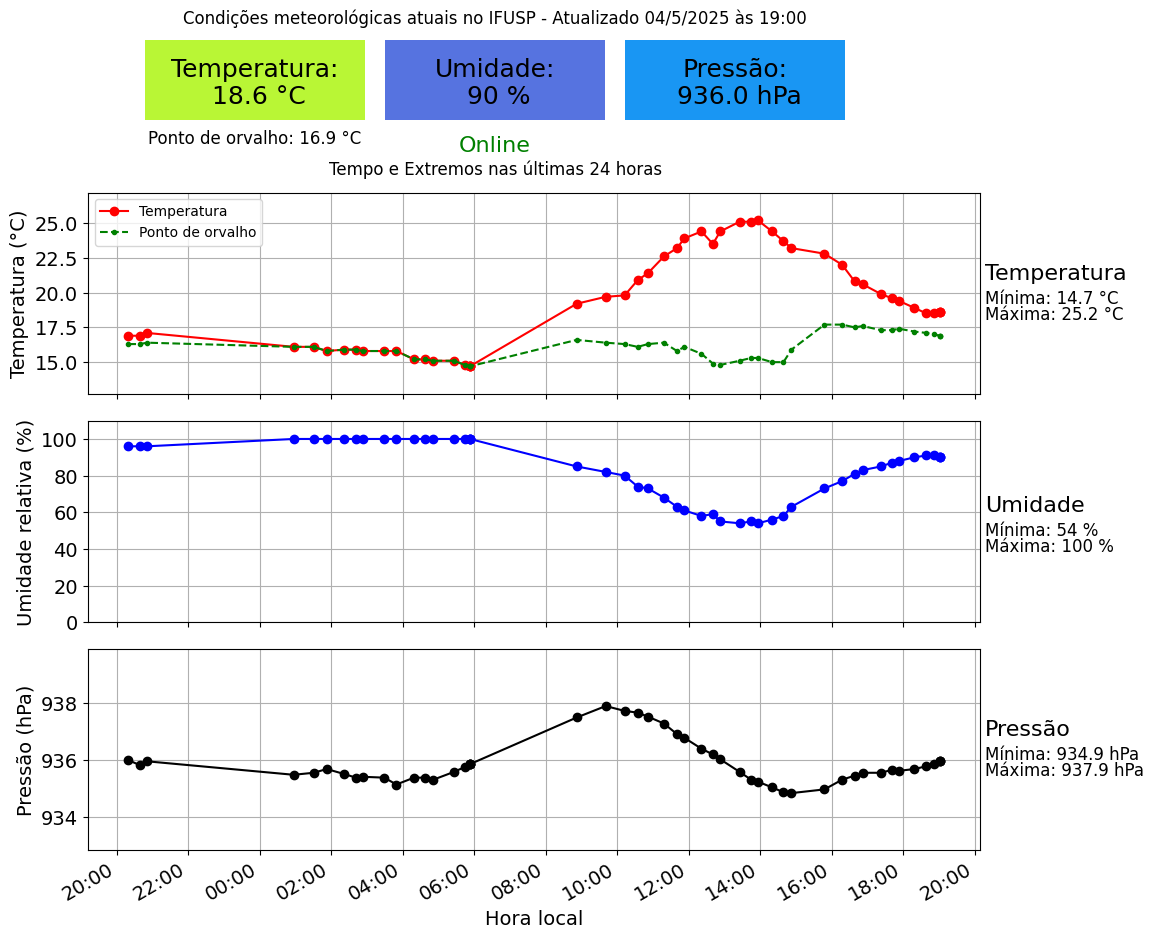 Condições meteorológicas atuais no IFUSP - Atualizado 04/5/2025 às 19:00
Temperatura:
18.6 °C
Umidade:
90 %
Pressão:
936.0 hPa
Ponto de orvalho: 16.9 °C
Online
Tempo e Extremos nas últimas 24 horas
Temperatura (°C)
25.0
22.5
20.0
17.5
15.0
Temperatura
Ponto de orvalho
Temperatura
Mínima: 14.7 °C
Máxima: 25.2 °C
Umidade relativa (%)
100
80
60
40
20
0
Umidade
Mínima: 54 %
Máxima: 100 %
Pressão (hPa)
938
936
934
Pressão
Mínima: 934.9 hPa
Máxima: 937.9 hPa
20:00 22:00 00:00 02:00 04:00 06:00 08:00 10:00 12:00 14:00 16:00 18:00 20:00
Hora local